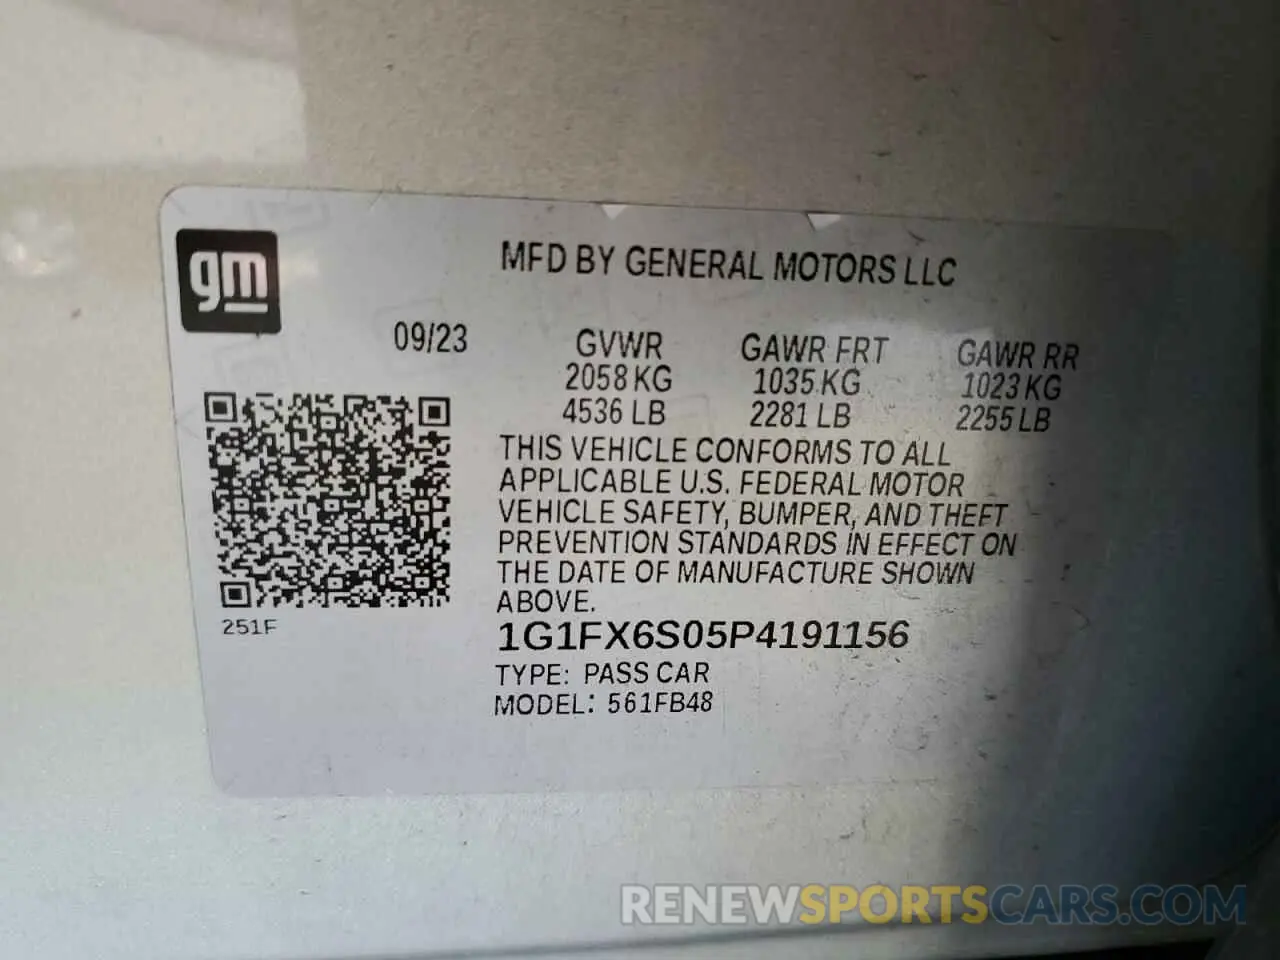 gm
MFD BY GENERAL MOTORS LLC
09/23
GVWR GAWR FRT GAWR RR
2058 KG 1035 KG 1023 KG
4536 LB 2281 LB 2255 LB
THIS VEHICLE CONFORMS TO ALL
APPLICABLE U.S. FEDERAL MOTOR
VEHICLE SAFETY, BUMPER, AND THEFT
PREVENTION STANDARDS IN EFFECT ON
THE DATE OF MANUFACTURE SHOWN
ABOVE.
251F
1G1FX6S05P4191156
TYPE: PASS CAR
MODEL: 561FB48
RENEWSPORTSCARS.COM